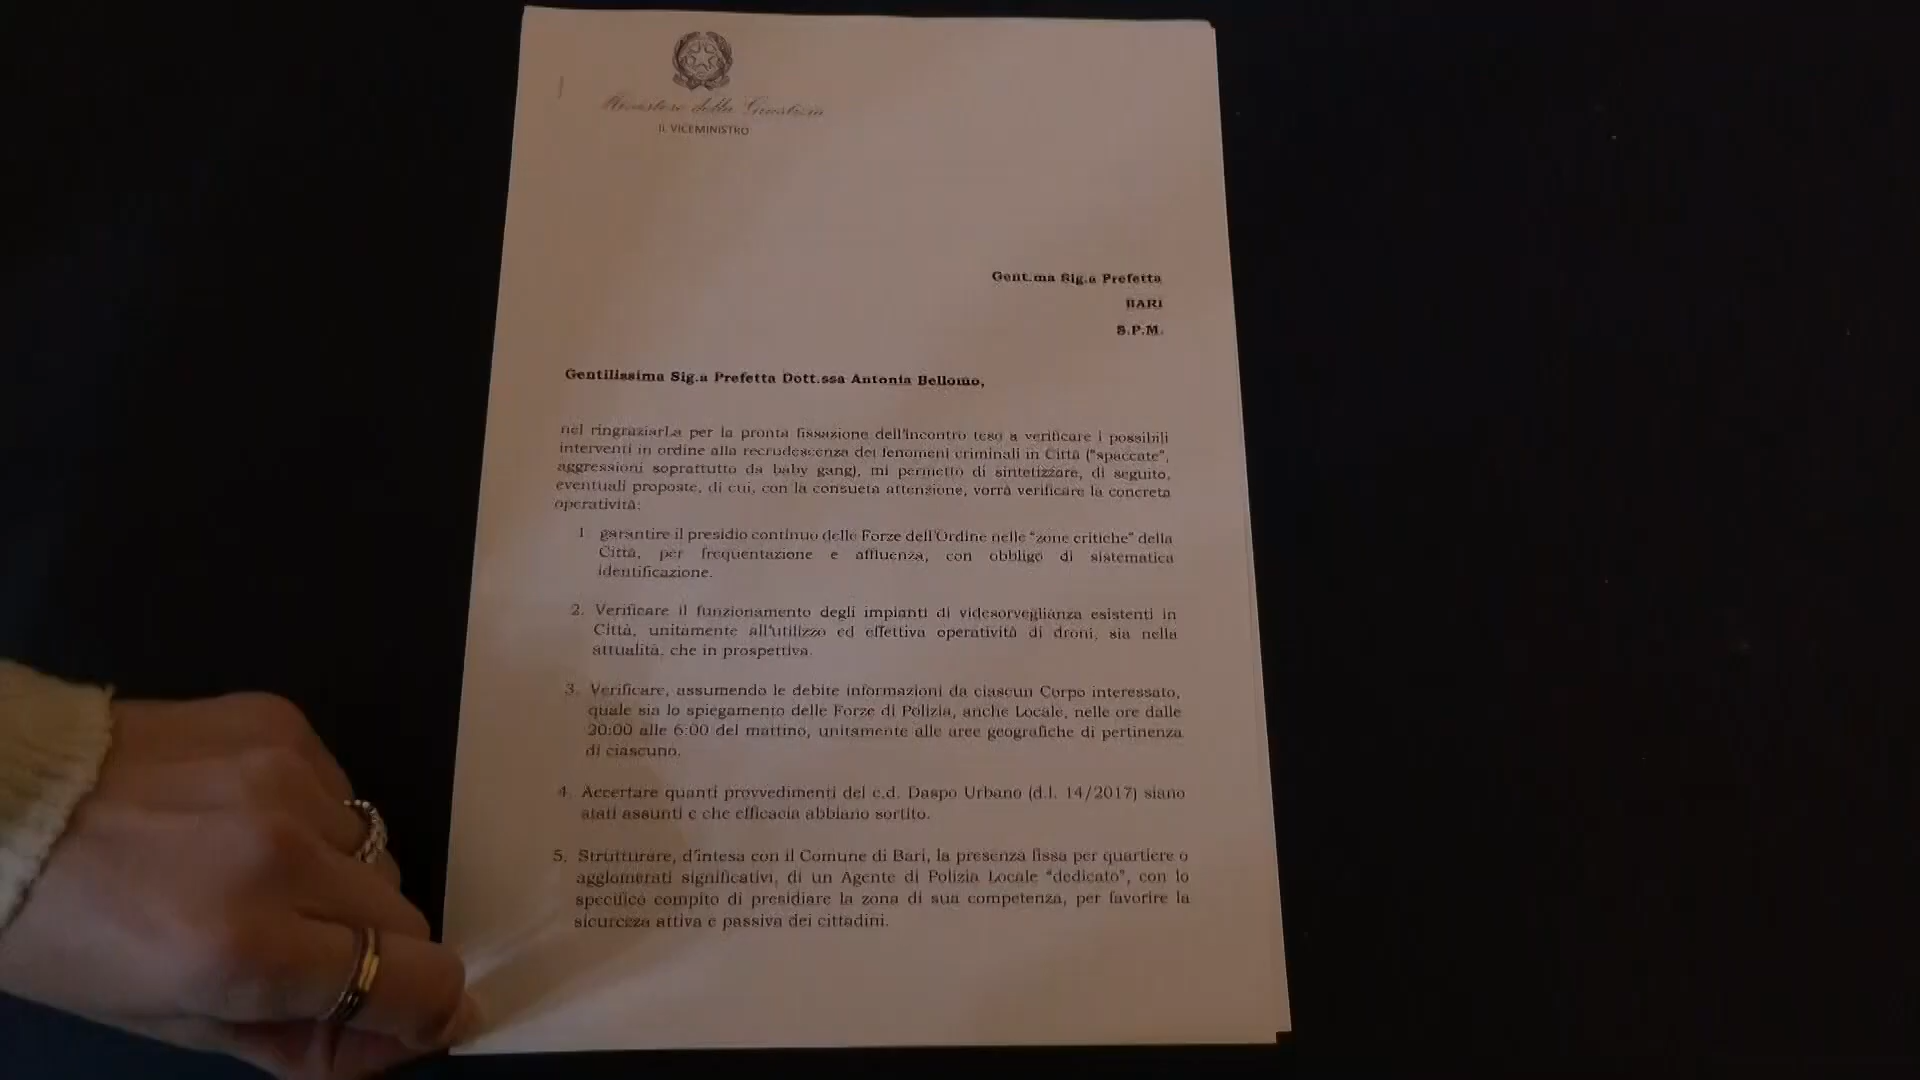 Ministero della Giustizia
IL VICEMINISTRO
Gent.ma Sig.a Prefetta
BARI
S.P.M.
Gentilissima Sig.a Prefetta Dott.ssa Antonia Bellomo,
nel ringraziarLa per la pronta fissazione dell'incontro teso a verificare i possibili
interventi in ordine alla recrudescenza dei fenomeni criminali in Città ("spaccate",
aggressioni soprattutto da baby gang), mi permetto di sintetizzare, di seguito,
eventuali proposte, di cui, con la consueta attenzione, vorrà verificare la concreta
operatività:
1. garantire il presidio continuo delle Forze dell'Ordine nelle "zone critiche" della
Città, per frequentazione e affluenza, con obbligo di sistematica
identificazione.
2. Verificare il funzionamento degli impianti di videsorveglianza esistenti in
Città, unitamente all'utilizzo ed effettiva operatività di droni, sia nella
attualità, che in prospettiva.
3. Verificare, assumendo le debite informazioni da ciascun Corpo interessato,
quale sia lo spiegamento delle Forze di Polizia, anche Locale, nelle ore dalle
20:00 alle 6:00 del mattino, unitamente alle aree geografiche di pertinenza
di ciascuno.
4. Accertare quanti provvedimenti del c.d. Daspo Urbano (d.l. 14/2017) siano
stati assunti e che efficacia abbiano sortito.
5. Strutturare, d'intesa con il Comune di Bari, la presenza fissa per quartiere o
agglomerati significativi, di un Agente di Polizia Locale "dedicato", con lo
specifico compito di presidiare la zona di sua competenza, per favorire la
sicurezza attiva e passiva dei cittadini.